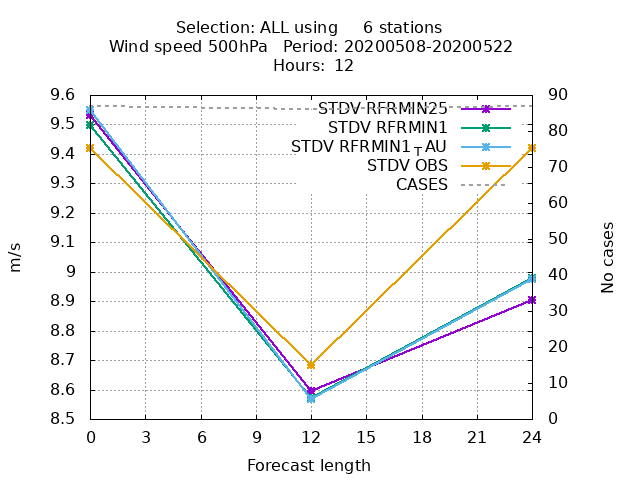 Selection: ALL using     6 stations
Wind speed 500hPa   Period: 20200508-20200522
Hours: 12
9.6
9.5
9.4
9.3
9.2
9.1
9
8.9
8.8
8.7
8.6
8.5
m/s
STDV RFRMIN25
STDV RFRMIN1
STDV RFRMIN1_TAU
STDV OBS
CASES
90
80
70
60
50
40
30
20
10
0
No cases
0 3 6 9 12 15 18 21 24
Forecast length